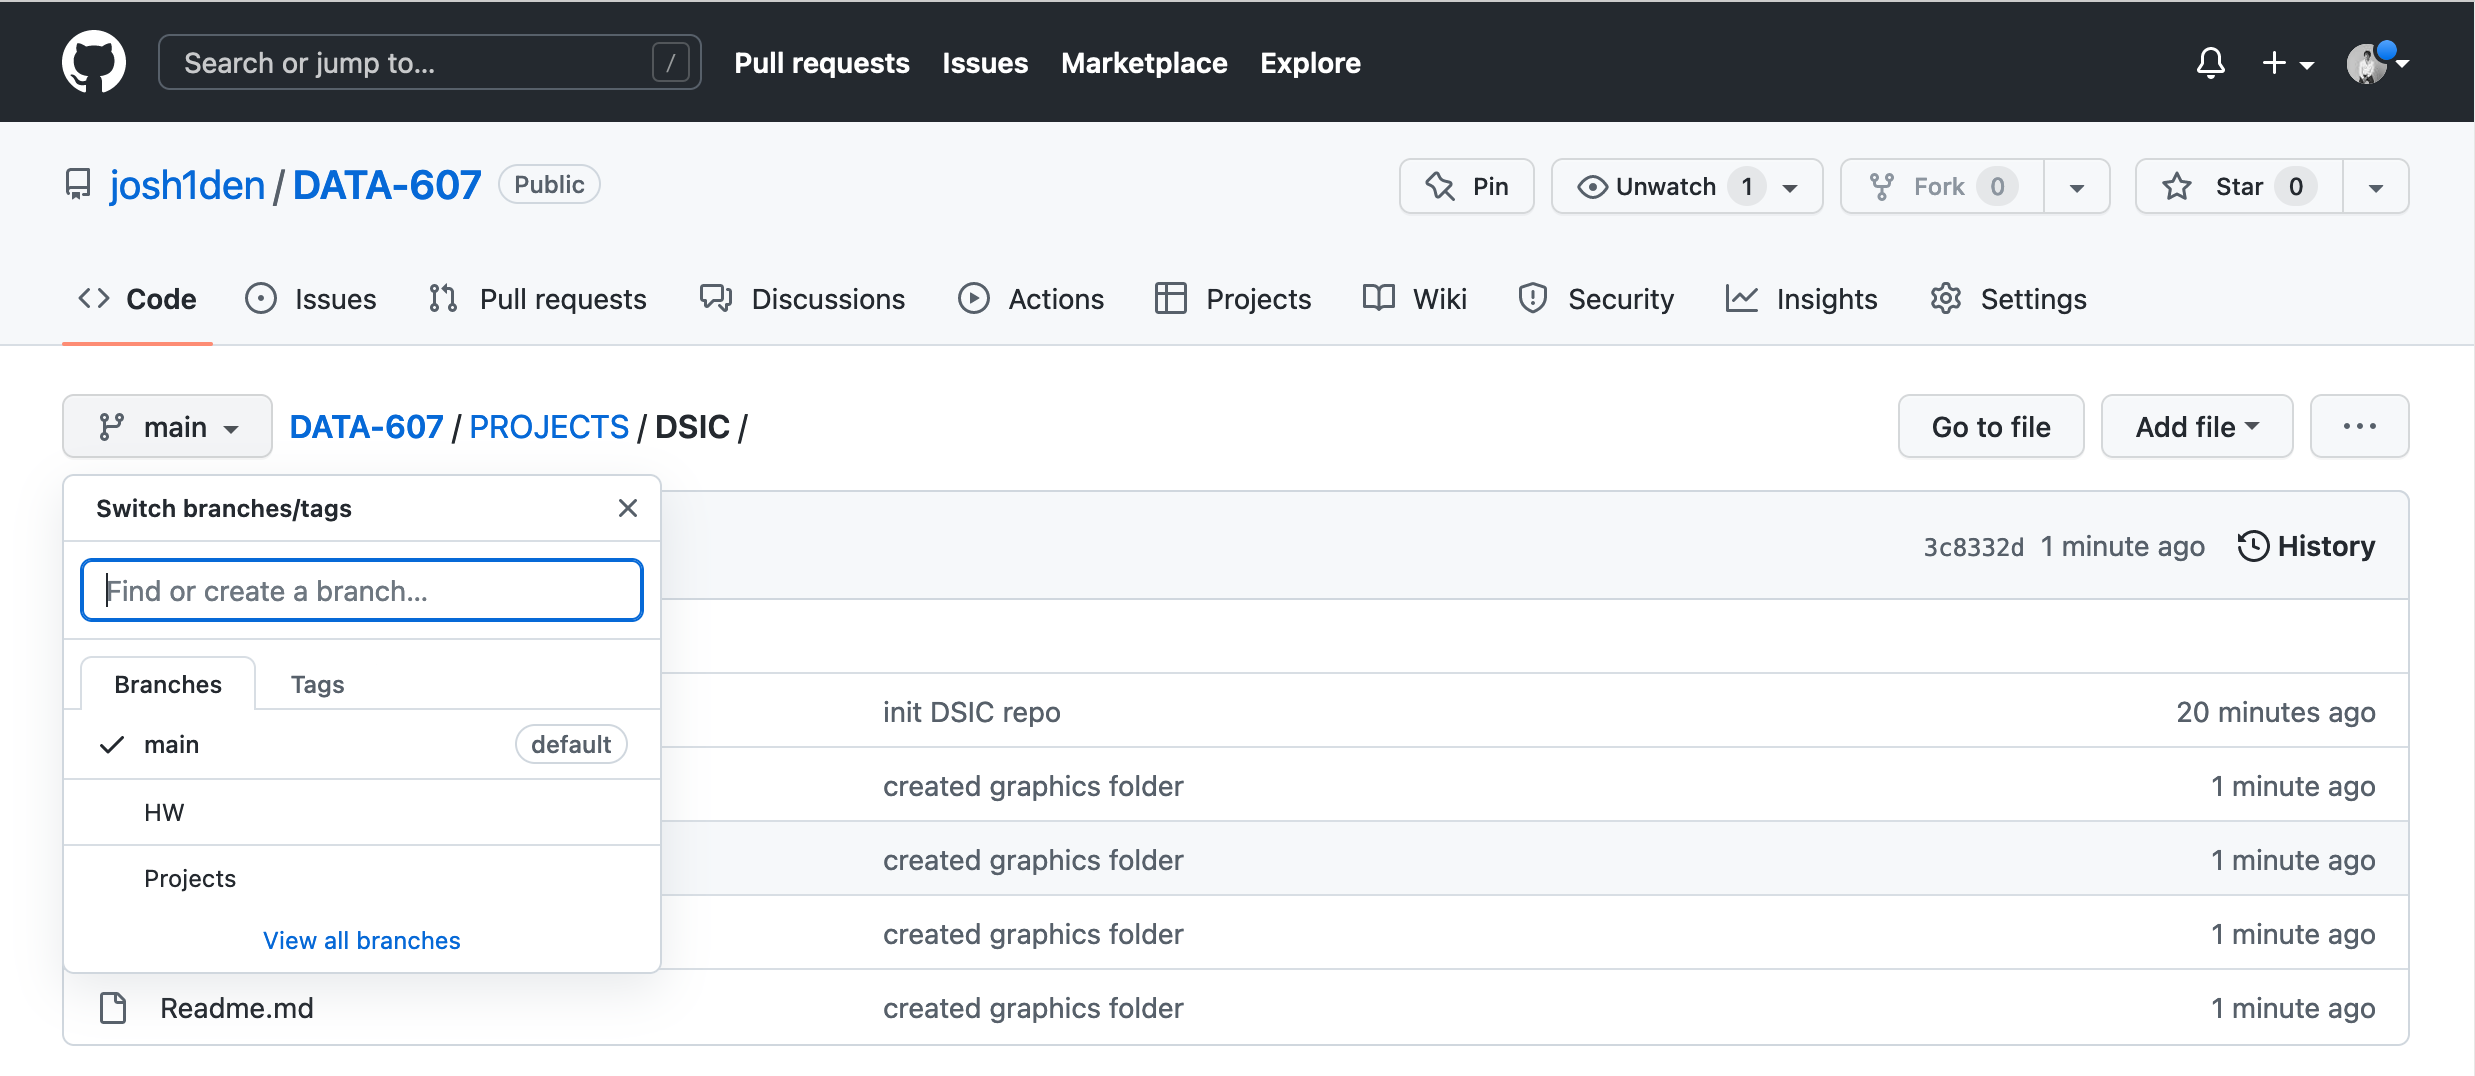 Search or jump to... / Pull requests Issues Marketplace Explore
josh1den / DATA-607 Public Pin Unwatch 1 Fork 0 Star 0
Code Issues Pull requests Discussions Actions Projects Wiki Security Insights Settings
main DATA-607 / PROJECTS / DSIC / Go to file Add file ...
Switch branches/tags
3c8332d 1 minute ago History
Find or create a branch...
Branches Tags
init DSIC repo 20 minutes ago
main default
created graphics folder 1 minute ago
HW
created graphics folder 1 minute ago
Projects
created graphics folder 1 minute ago
View all branches
Readme.md created graphics folder 1 minute ago